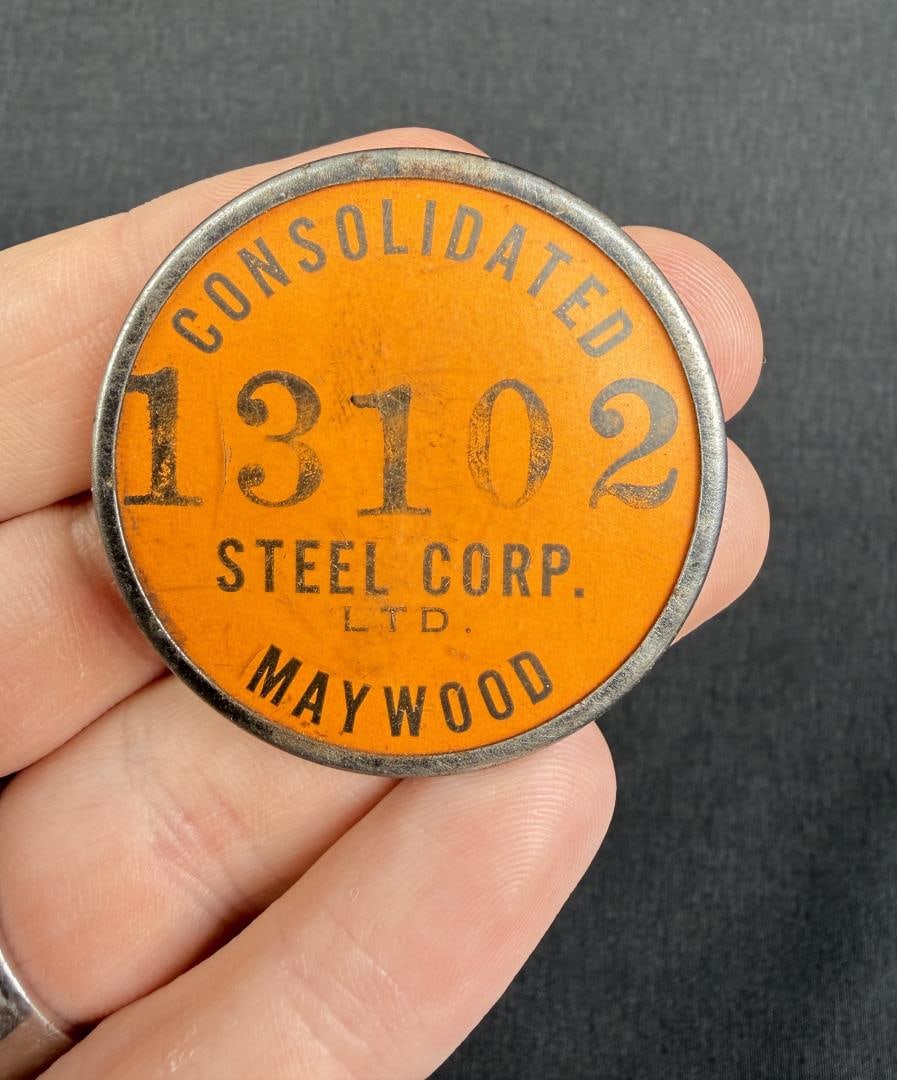 CONSOLIDATED
13102
STEEL CORP.
LTD.
MAYWOOD